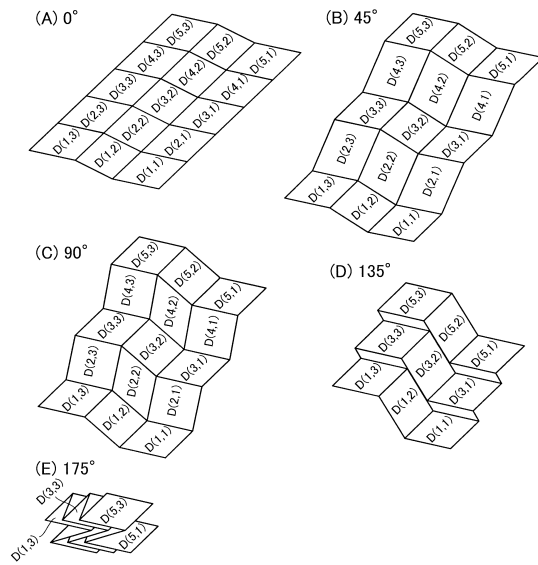 (A) 0°
D(5,3)
D(5,2)
D(5,1)
D(4,3)
D(4,2)
D(4,1)
D(3,3)
D(3,2)
D(3,1)
D(2,3)
D(2,2)
D(2,1)
D(1,3)
D(1,2)
D(1,1)
(B) 45°
D(5,3)
D(5,2)
D(5,1)
D(4,3)
D(4,2)
D(4,1)
D(3,3)
D(3,2)
D(3,1)
D(2,3)
D(2,2)
D(2,1)
D(1,3)
D(1,2)
D(1,1)
(C) 90°
D(5,3)
D(5,2)
D(5,1)
D(4,3)
D(4,2)
D(4,1)
D(3,3)
D(3,2)
D(3,1)
D(2,3)
D(2,2)
D(2,1)
D(1,3)
D(1,2)
D(1,1)
(D) 135°
D(5,3)
D(5,2)
D(5,1)
D(3,3)
D(3,2)
D(3,1)
D(1,3)
D(1,2)
D(1,1)
(E) 175°
D(3,3)
D(5,3)
D(1,3)
D(5,1)